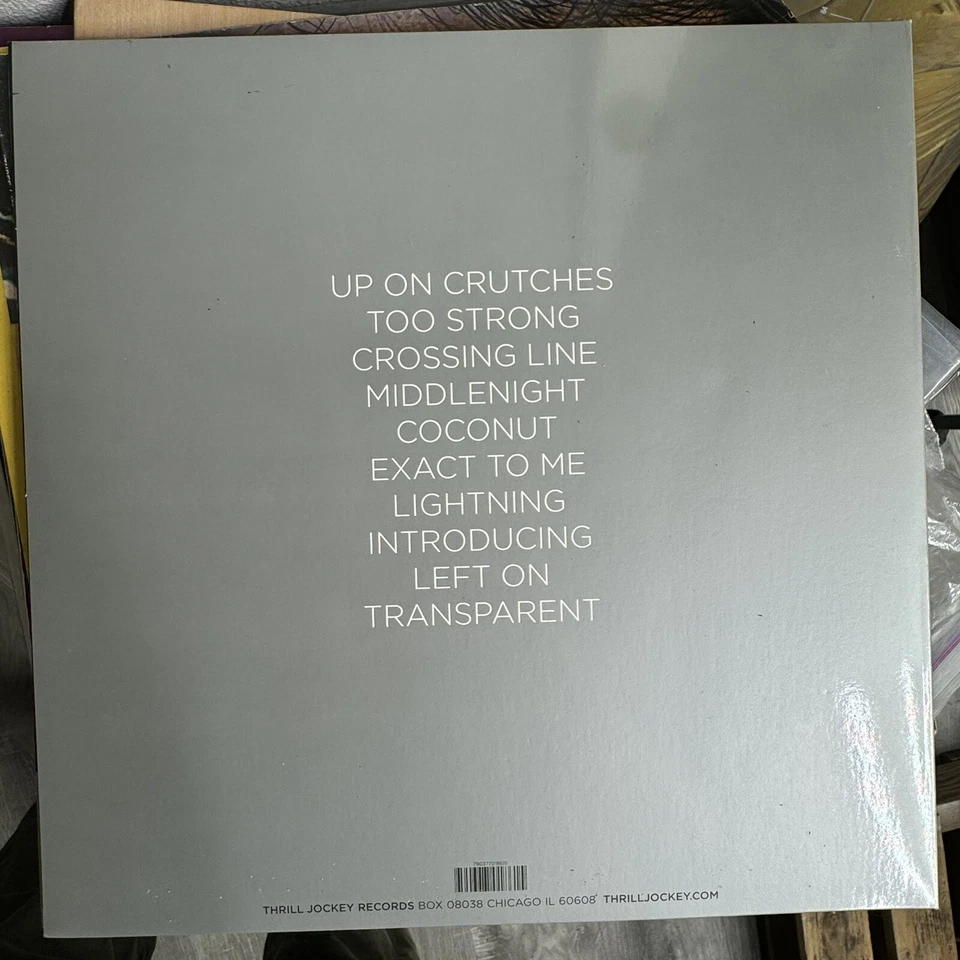 UP ON CRUTCHES
TOO STRONG
CROSSING LINE
MIDDLENIGHT
COCONUT
EXACT TO ME
LIGHTNING
INTRODUCING
LEFT ON
TRANSPARENT
THRILL JOCKEY RECORDS BOX 08038 CHICAGO IL 60608 THRILLJOCKEY.COM